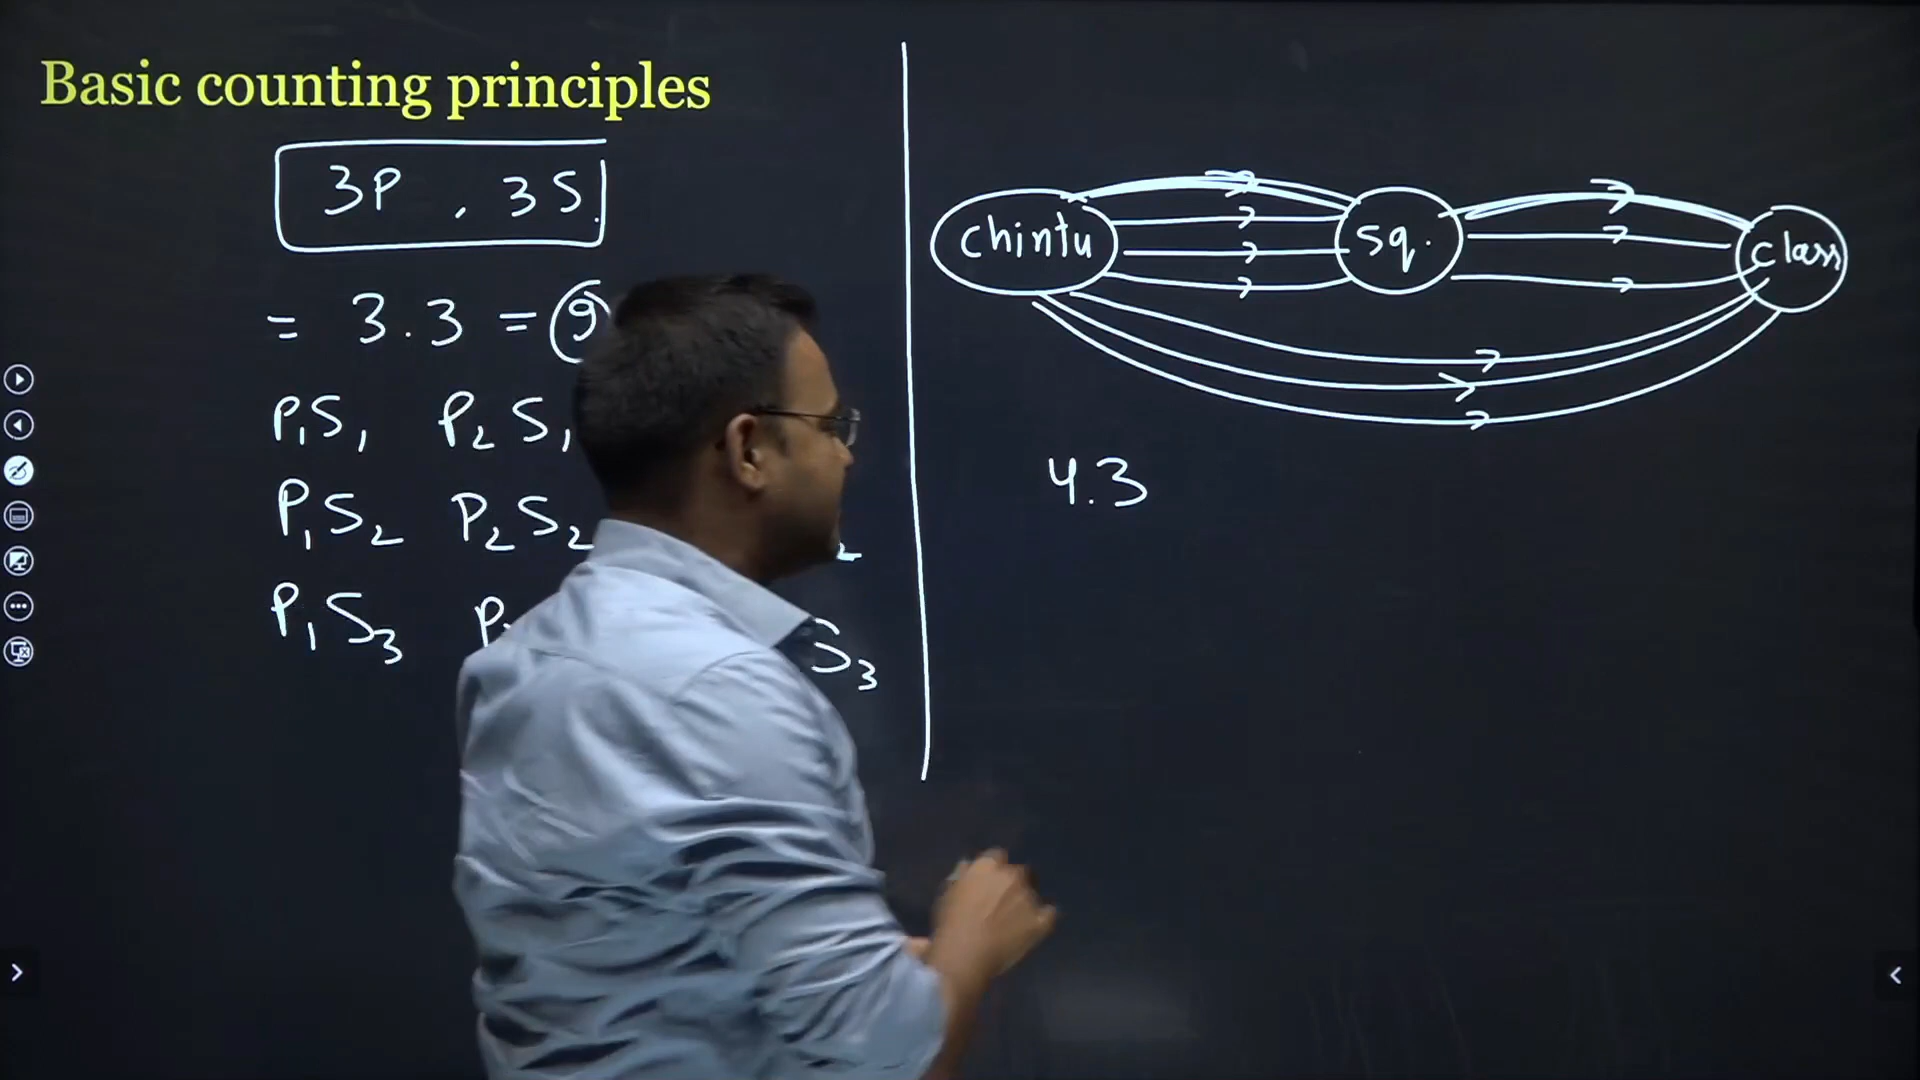 Basic counting principles
3P , 3S.
= 3.3 = 9
P₁S₁ P₂S₁
P₁S₂ P₂S₂ ₂
P₁S₃ P S₃
chintu sq. class
4.3